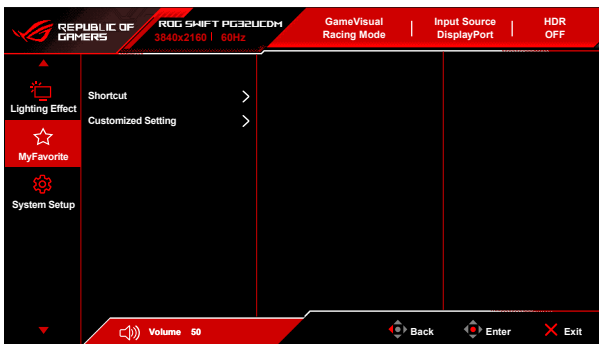 REPUBLIC OF
GAMERS
ROG SWIFT PG32UCDM
3840x2160 | 60Hz
GameVisual
Racing Mode
Input Source
DisplayPort
HDR
OFF
Lighting Effect
MyFavorite
System Setup
Shortcut
Customized Setting
Volume 50
Back
Enter
Exit